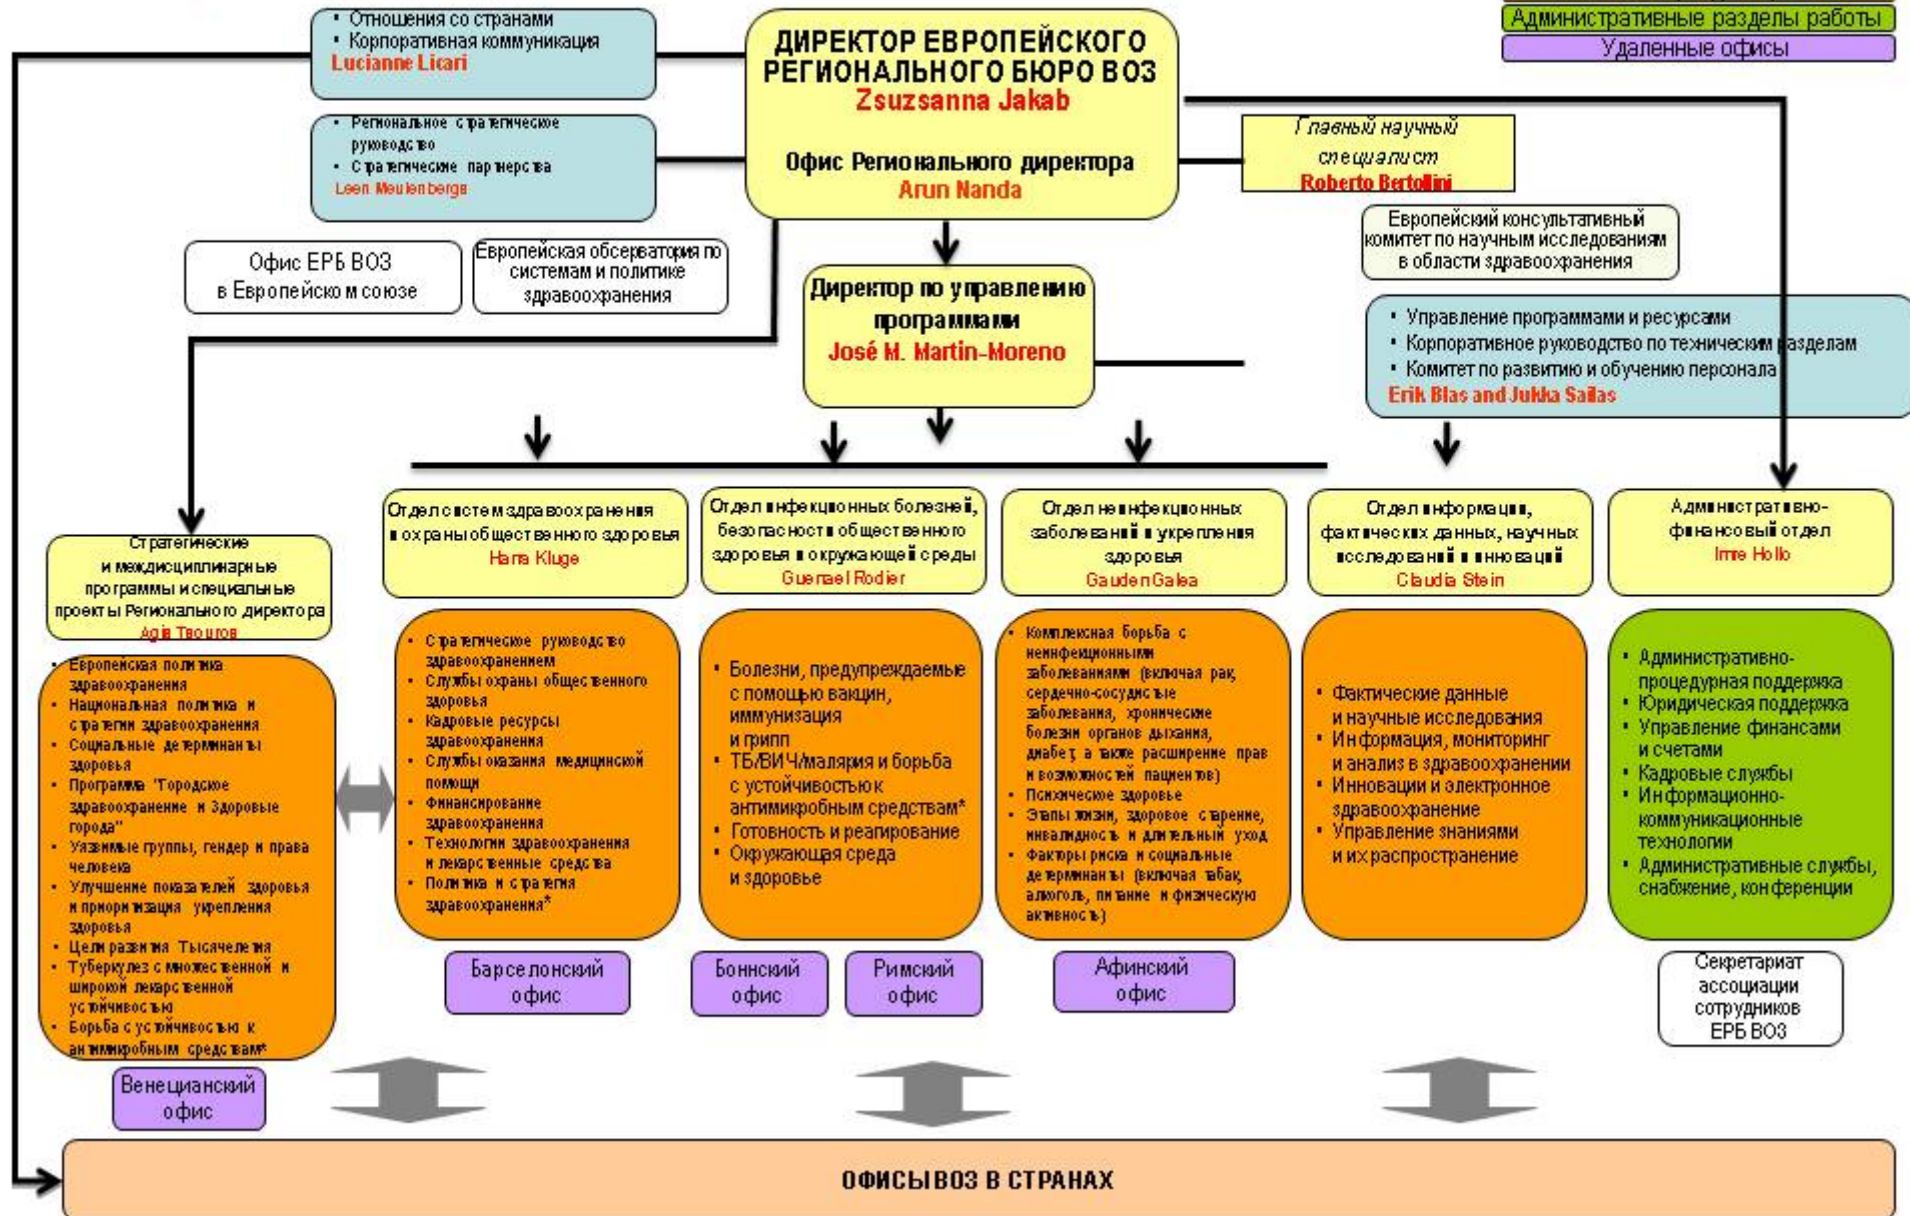 • Отношения со странами
• Корпоративная коммуникация
Lucianne Licari
ДИРЕКТОР ЕВРОПЕЙСКОГО
РЕГИОНАЛЬНОГО БЮРО ВОЗ
Zsuzsanna Jakab
Офис Регионального директора
Arun Nanda
Административные разделы работы
Удаленные офисы
• Региональное стратегическое
руководство
• Стратегические партнерства
Leen Meulenbergs
Главный научный
специалист
Roberto Bertollini
Офис ЕРБ ВОЗ
в Европейском союзе
Европейская обсерватория по
системам и политике
здравоохранения
Директор по управлению
программами
José M. Martin-Moreno
Европейский консультативный
комитет по научным исследованиям
в области здравоохранения
• Управление программами и ресурсами
• Корпоративное руководство по техническим разделам
• Комитет по развитию и обучению персонала
Erik Blas and Jukka Sailas
Стратегические
и междисциплинарные
программы и специальные
проекты Регионального директора
Agis Tsouros
• Европейская политика
здравоохранения
• Национальная политика и
стратегии здравоохранения
• Социальные детерминанты
здоровья
• Программа "Городское
здравоохранение и Здоровые
города"
• Уязвимые группы, гендер и права
человека
• Улучшение показателей здоровья
и приоритизация укрепления
здоровья
• Цели развития Тысячелетия
• Туберкулез с множественной и
широкой лекарственной
устойчивостью
• Борьба с устойчивостью к
антимикробным средствам*
Венецианский
офис
Отдел систем здравоохранения
и охраны общественного здоровья
Hans Kluge
• Стратегическое руководство
здравоохранением
• Службы охраны общественного
здоровья
• Кадровые ресурсы
здравоохранения
• Службы оказания медицинской
помощи
• Финансирование
здравоохранения
• Технологии здравоохранения
и лекарственные средства
• Политика и стратегия
здравоохранения*
Барселонский
офис
Отдел инфекционных болезней,
безопасности общественного
здоровья и окружающей среды
Guenael Rodier
• Болезни, предупреждаемые
с помощью вакцин,
иммунизация
и грипп
• ТБ/ВИЧ/малярия и борьба
с устойчивостью к
антимикробным средствам*
• Готовность и реагирование
• Окружающая среда
и здоровье
Боннский
офис
Римский
офис
Отдел неинфекционных
заболеваний и укрепления
здоровья
Gauden Galea
• Комплексная борьба с
неинфекционными
заболеваниями (включая рак,
сердечно-сосудистые
заболевания, хронические
болезни органов дыхания,
диабет, а также расширение прав
и возможностей пациентов)
• Психическое здоровье
• Этапы жизни, здоровое старение,
инвалидность и длительный уход
• Факторы риска и социальные
детерминанты (включая табак,
алкоголь, питание и физическую
активность)
Афинский
офис
Отдел информации,
фактических данных, научных
исследований и инноваций
Claudia Stein
• Фактические данные
и научные исследования
• Информация, мониторинг
и анализ в здравоохранении
• Инновации и электронное
здравоохранение
• Управление знаниями
и их распространение
Административно-
финансовый отдел
Imre Hollo
• Административно-
процедурная поддержка
• Юридическая поддержка
• Управление финансами
и счетами
• Кадровые службы
• Информационно-
коммуникационные
технологии
• Административные службы,
снабжение, конференции
Секретариат
ассоциации
сотрудников
ЕРБ ВОЗ
ОФИСЫ ВОЗ В СТРАНАХ